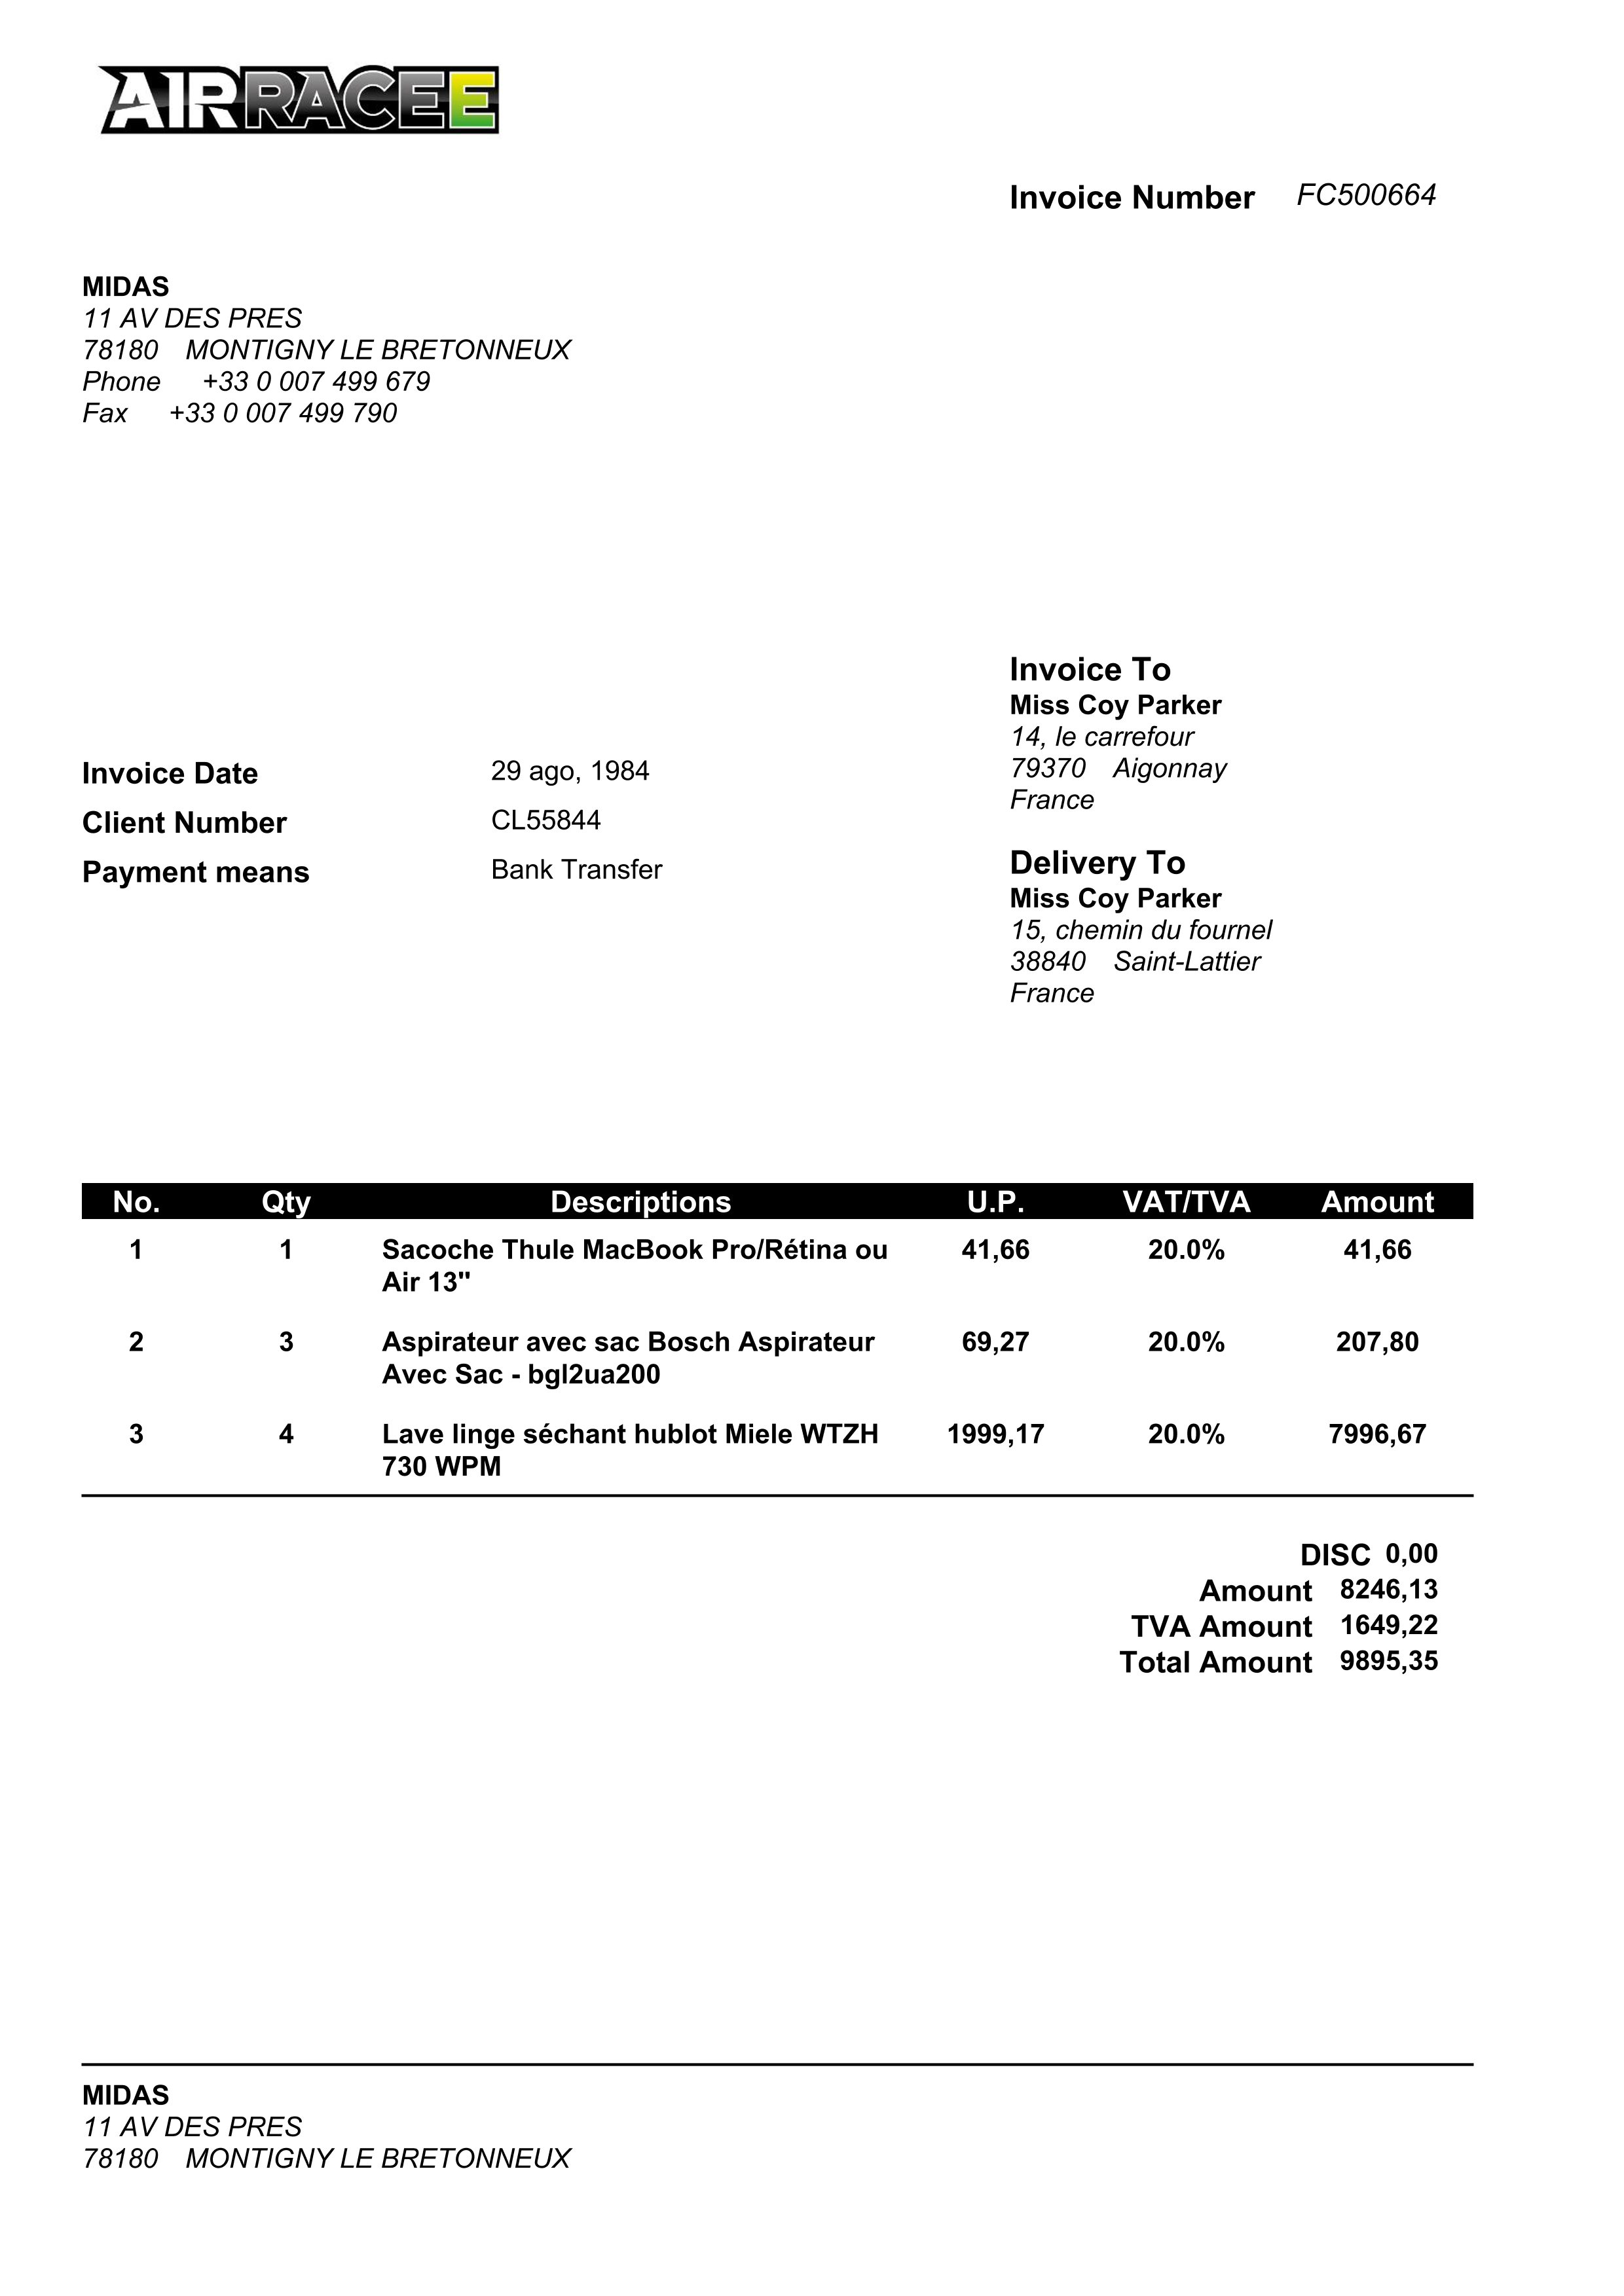 AIRRACEE
Invoice Number FC500664
MIDAS
11 AV DES PRES
78180 MONTIGNY LE BRETONNEUX
Phone +33 0 007 499 679
Fax +33 0 007 499 790
Invoice To
Miss Coy Parker
14, le carrefour
79370 Aigonnay
France
Invoice Date 29 ago, 1984
Client Number CL55844
Payment means Bank Transfer
Delivery To
Miss Coy Parker
15, chemin du fournel
38840 Saint-Lattier
France
No. Qty Descriptions U.P. VAT/TVA Amount
1 1 Sacoche Thule MacBook Pro/Rétina ou 41,66 20.0% 41,66
Air 13"
2 3 Aspirateur avec sac Bosch Aspirateur 69,27 20.0% 207,80
Avec Sac - bgl2ua200
3 4 Lave linge séchant hublot Miele WTZH 1999,17 20.0% 7996,67
730 WPM
DISC 0,00
Amount 8246,13
TVA Amount 1649,22
Total Amount 9895,35
MIDAS
11 AV DES PRES
78180 MONTIGNY LE BRETONNEUX